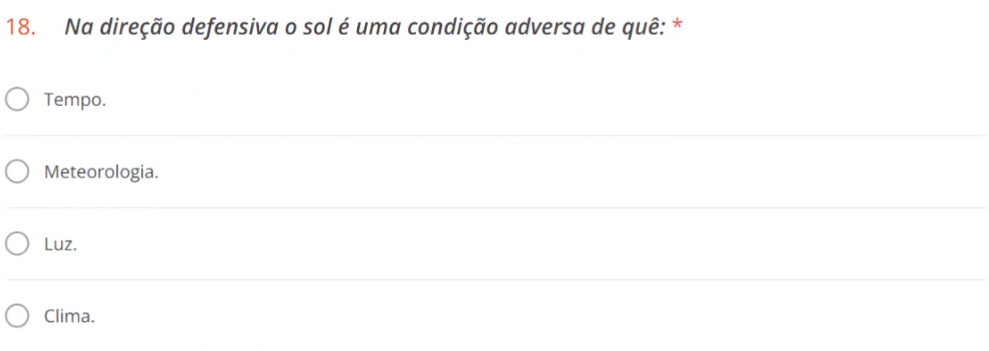 18. Na direção defensiva o sol é uma condição adversa de quê: *
Tempo.
Meteorologia.
Luz.
Clima.